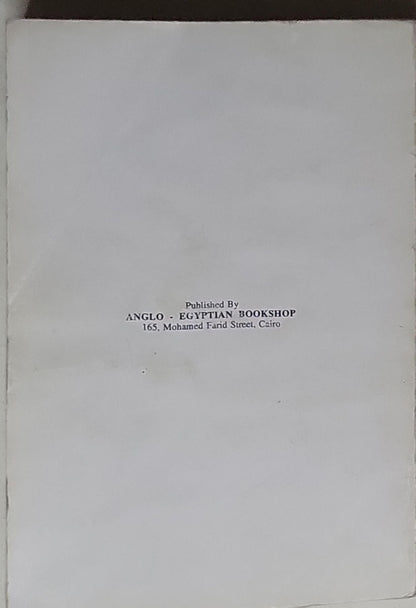 Published By
ANGLO - EGYPTIAN BOOKSHOP
165, Mohamed Farid Street, Cairo